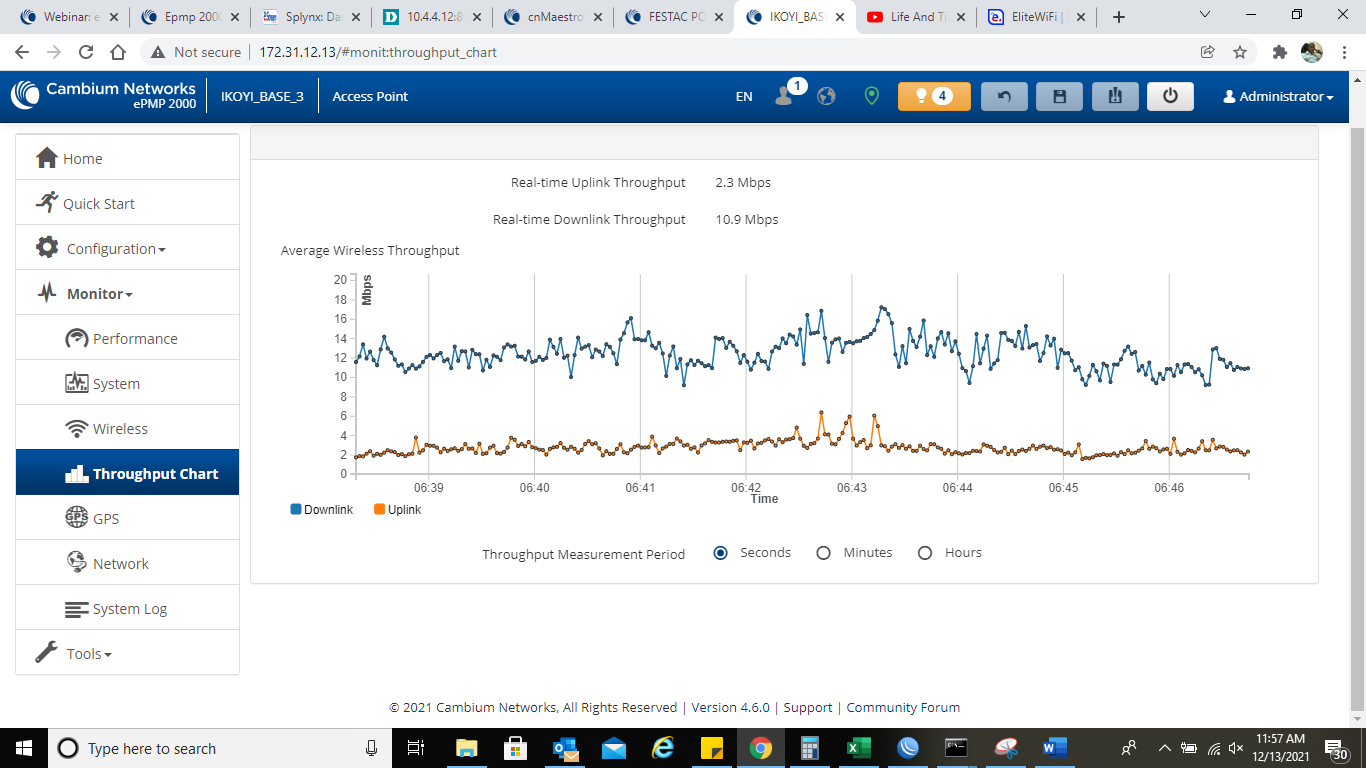 Webinar: e
Epmp 2000
Splynx: Da
10.4.4.12:8
cnMaestro
FESTAC PO
IKOYI_BASE
Life And Ti
EliteWiFi |
Not secure | 172.31.12.13/#monit:throughput_chart
Cambium Networks
ePMP 2000
IKOYI_BASE_3
Access Point
EN
1
4
Administrator
Home
Quick Start
Configuration
Monitor
Performance
System
Wireless
Throughput Chart
GPS
Network
System Log
Tools
Real-time Uplink Throughput 2.3 Mbps
Real-time Downlink Throughput 10.9 Mbps
Average Wireless Throughput
Mbps
20
18
16
14
12
10
8
6
4
2
0
06:39 06:40 06:41 06:42 06:43 06:44 06:45 06:46
Time
Downlink Uplink
Throughput Measurement Period Seconds Minutes Hours
© 2021 Cambium Networks, All Rights Reserved | Version 4.6.0 | Support | Community Forum
Type here to search
11:57 AM
12/13/2021
30